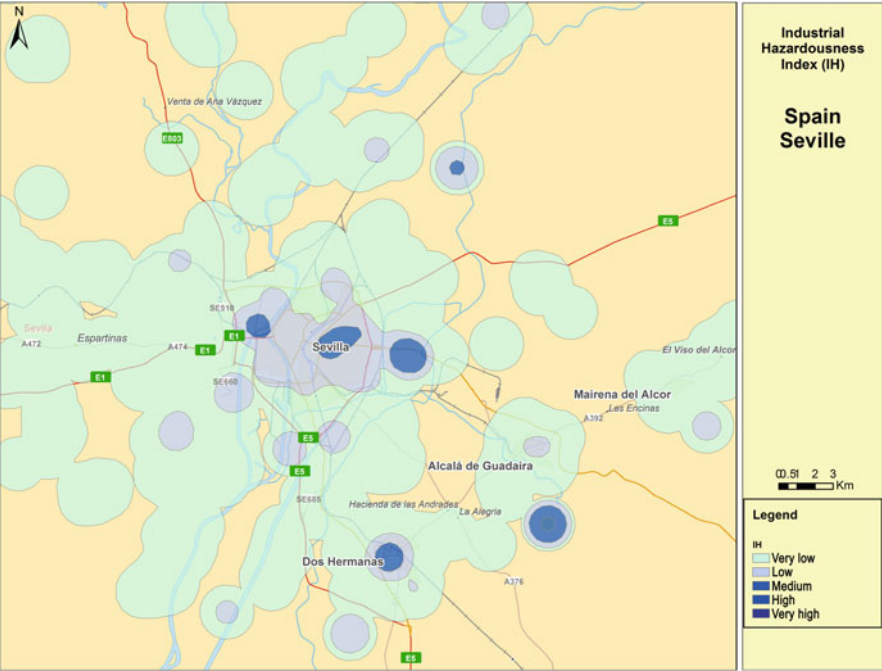 N
Venta de Ana Vázquez
E803
E5
SE510
Sevilla
Espartinas
A472
A474
E1
E1
E1
Sevilla
El Viso del Alcor
SE660
Mairena del Alcor
Las Encinas
A392
E5
Alcalá de Guadaira
E5
SE685
Hacienda de las Andrades
La Alegria
Dos Hermanas
A376
E5
Industrial
Hazardousness
Index (IH)
Spain
Seville
0 0.5 1 2 3
Km
Legend
IH
Very low
Low
Medium
High
Very high